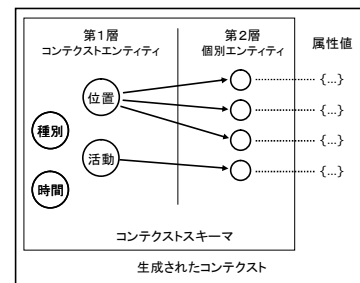 第1層
コンテクストエンティティ
第2層
個別エンティティ
属性値
位置
種別
活動
時間
{...}
{...}
{...}
{...}
コンテクストスキーマ
生成されたコンテクスト